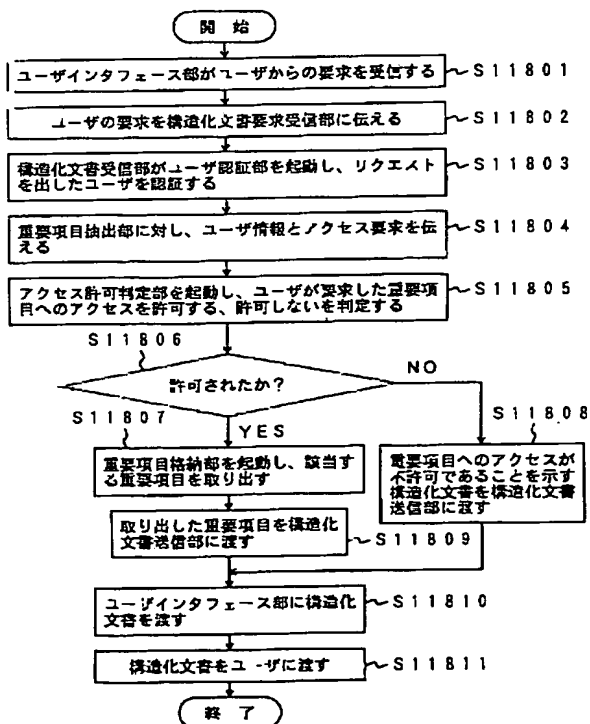 開 始
ユーザインタフェース部がユーザからの要求を受信する
S11801
ユーザの要求を構造化文書要求受信部に伝える
S11802
構造化文書受信部がユーザ認証部を起動し、リクエスト
を出したユーザを認証する
S11803
重要項目抽出部に対し、ユーザ情報とアクセス要求を伝
える
S11804
アクセス許可判定部を起動し、ユーザが要求した重要項
目へのアクセスを許可する、許可しないを判定する
S11805
S11806
許可されたか？
NO
S11807
YES
S11808
重要項目格納部を起動し、該当す
る重要項目を取り出す
重要項目へのアクセスが
不許可であることを示す
構造化文書を構造化文書
送信部に渡す
取り出した重要項目を構造化
文書送信部に渡す
S11809
ユーザインタフェース部に構造化
文書を渡す
S11810
構造化文書をユーザに渡す
S11811
終 了